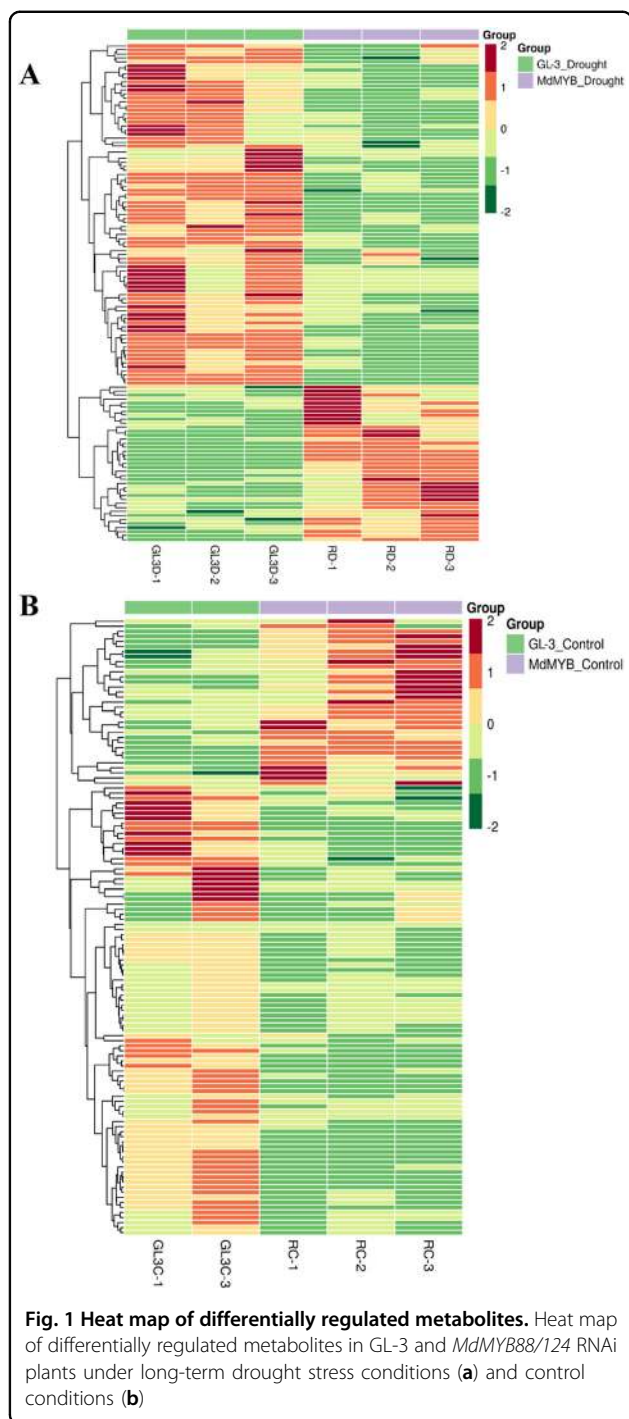 A
Group
2
1
0
-1
-2
Group
GL-3_Drought
MdMYB_Drought
GL3D-1
GL3D-2
GL3D-3
RD-1
RD-2
RD-3
B
Group
2
1
0
-1
-2
Group
GL-3_Control
MdMYB_Control
GL3C-1
GL3C-3
RC-1
RC-2
RC-3
Fig. 1 Heat map of differentially regulated metabolites. Heat map
of differentially regulated metabolites in GL-3 and MdMYB88/124 RNAi
plants under long-term drought stress conditions (a) and control
conditions (b)